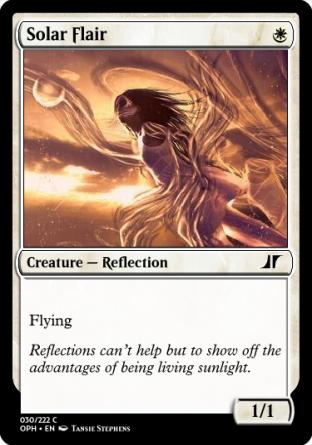 Solar Flair
Creature — Reflection
Flying
Reflections can't help but to show off the
advantages of being living sunlight.
1/1
030/222 C
OPH • EN Tansie Stephens